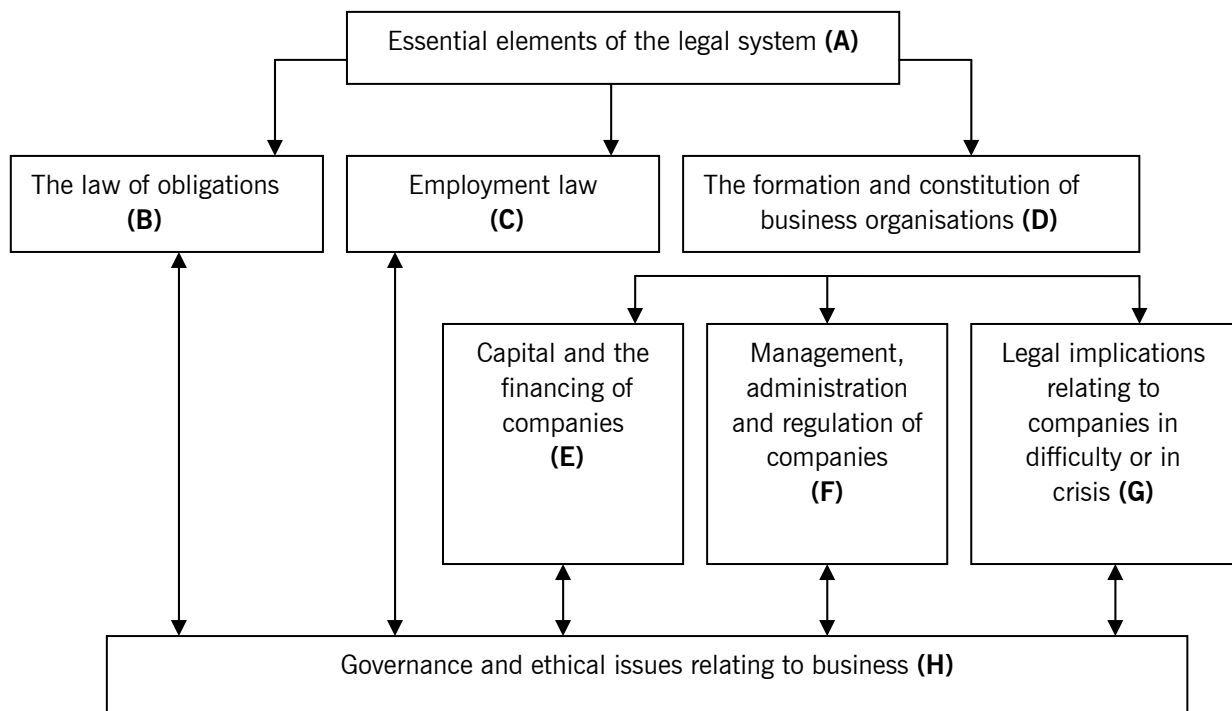 Essential elements of the legal system (A)
The law of obligations
(B)
Employment law
(C)
The formation and constitution of
business organisations (D)
Capital and the
financing of
companies
(E)
Management,
administration
and regulation of
companies
(F)
Legal implications
relating to
companies in
difficulty or in
crisis (G)
Governance and ethical issues relating to business (H)